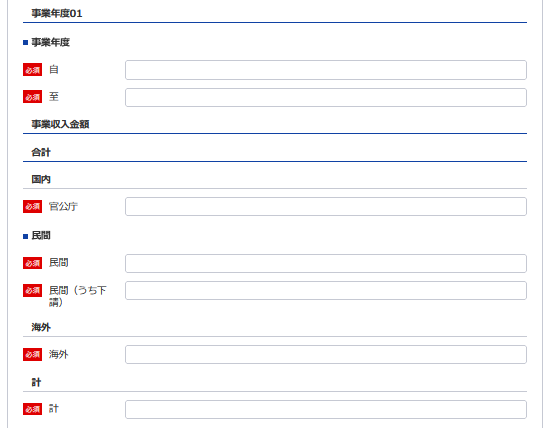 事業年度01
事業年度
必須 自
必須 至
事業収入金額
合計
国内
必須 官公庁
民間
必須 民間
必須 民間（うち下
請）
海外
必須 海外
計
必須 計